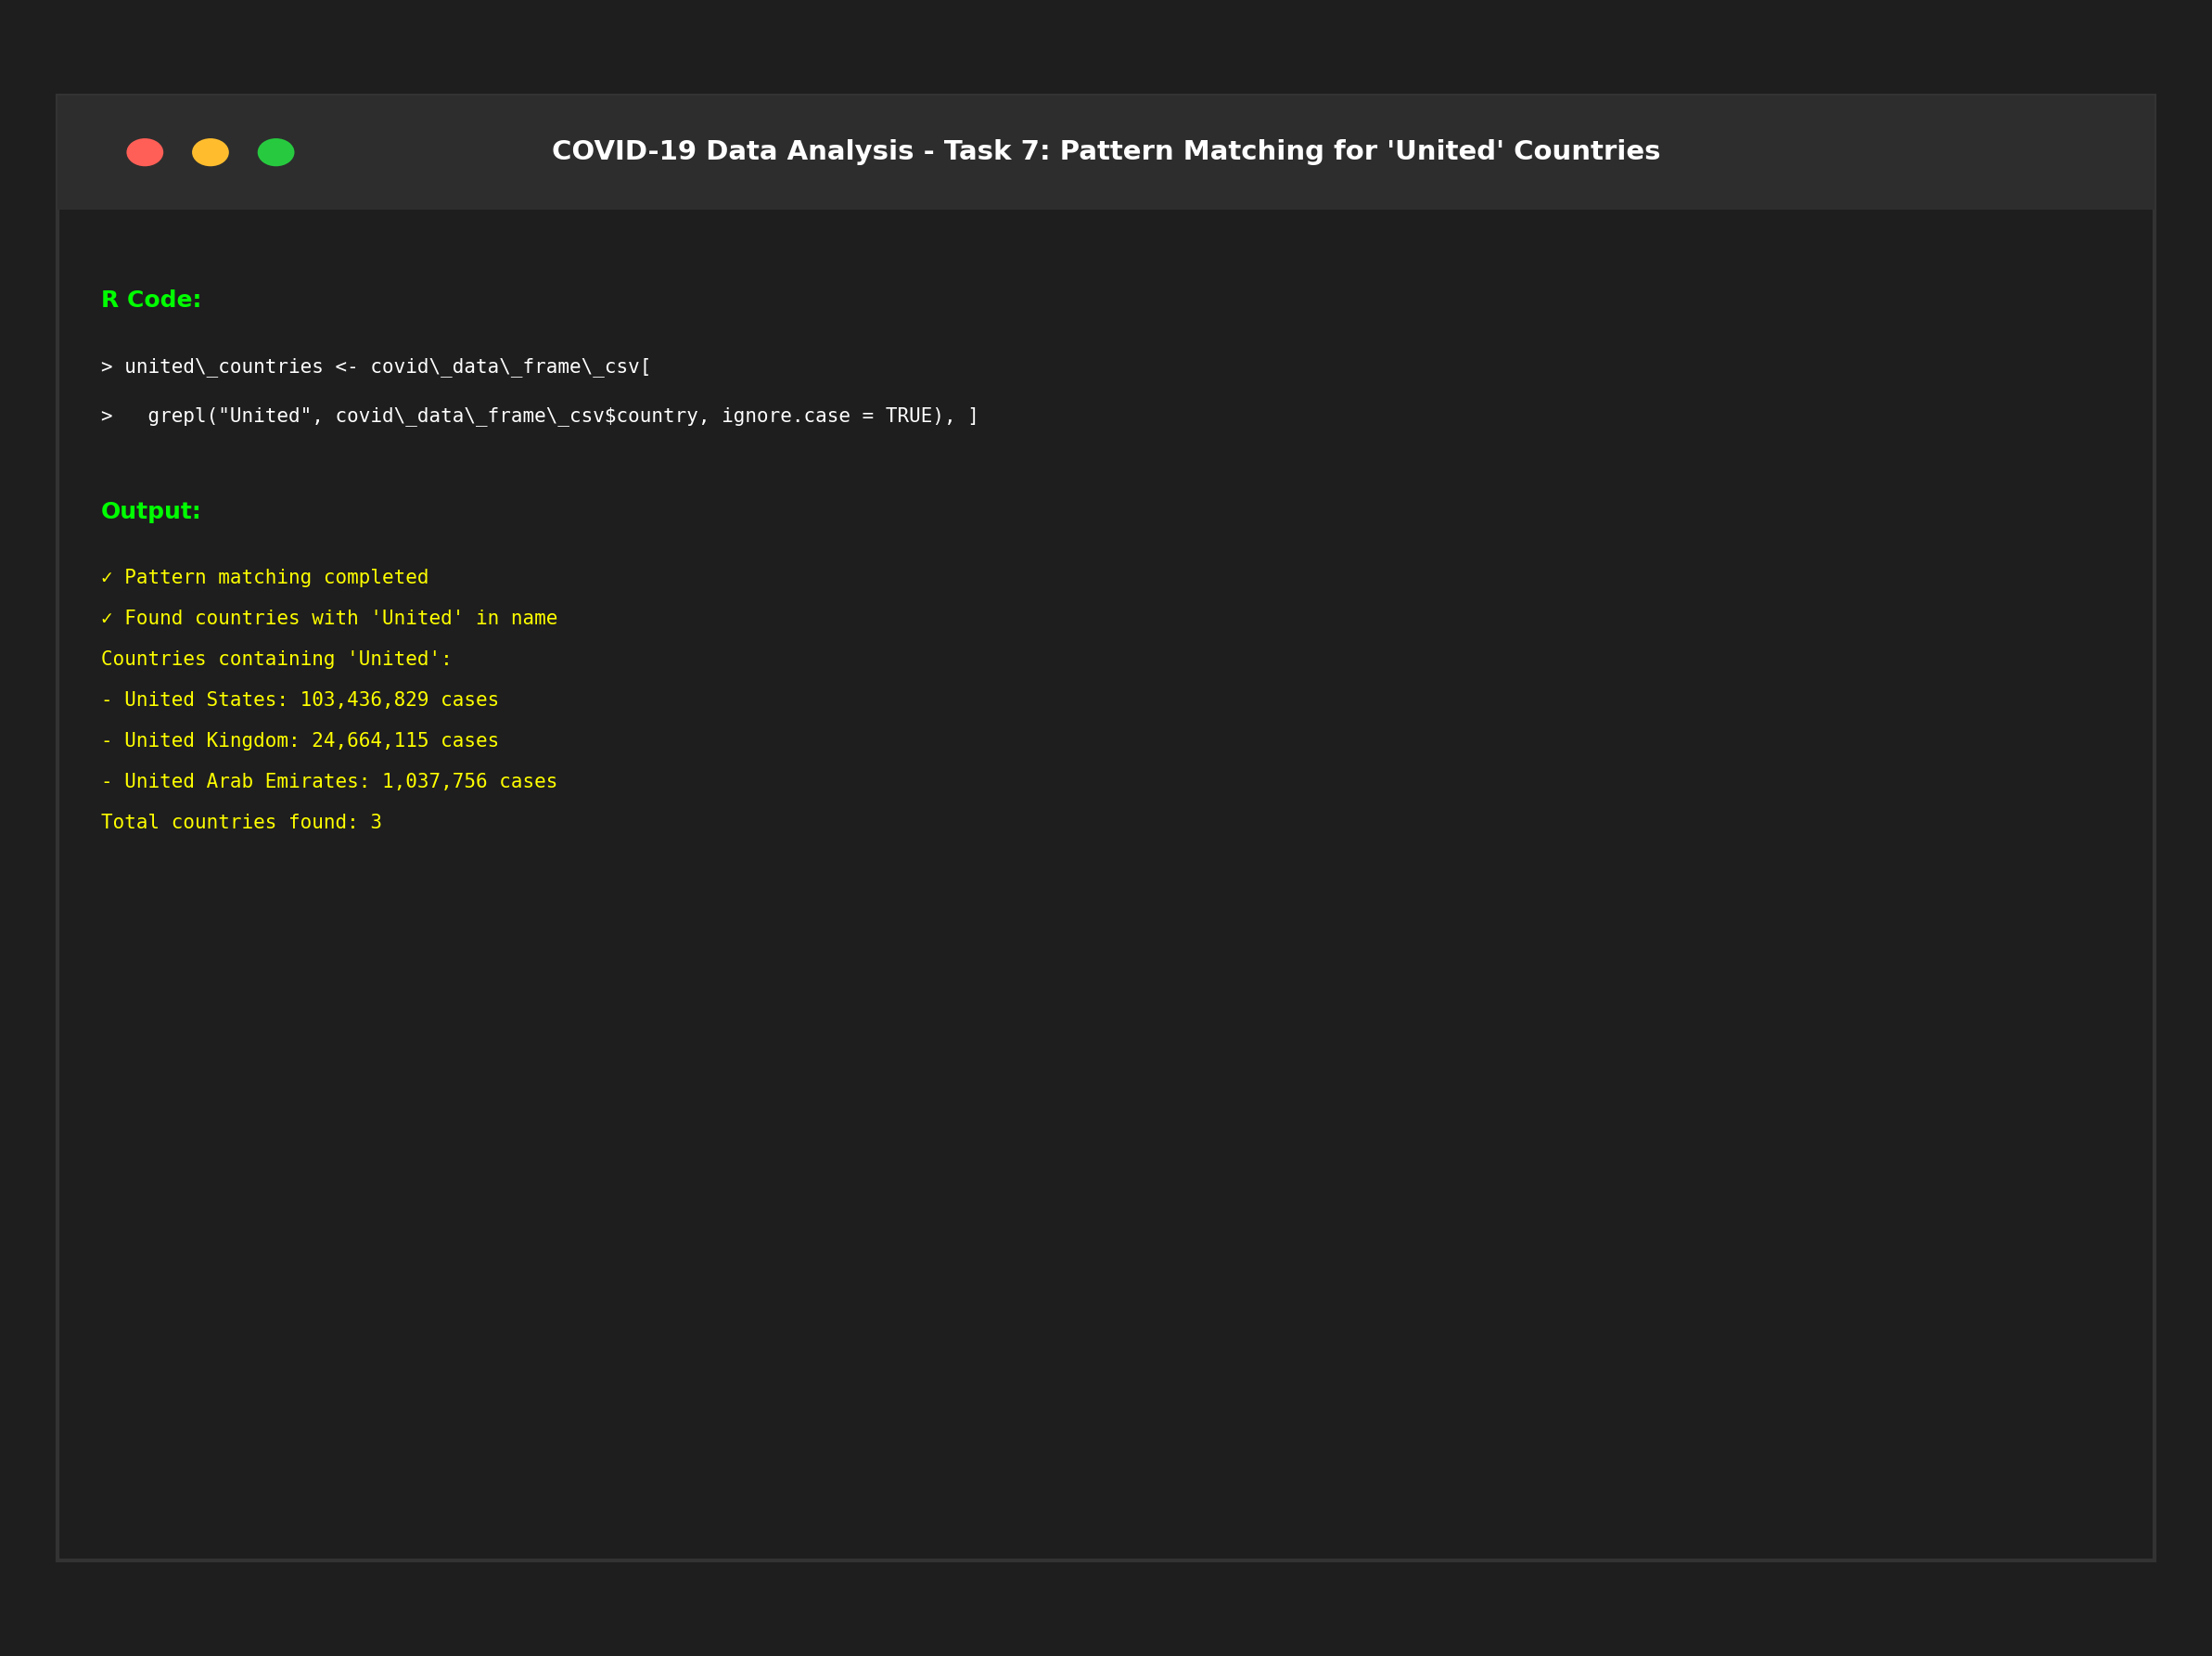 COVID-19 Data Analysis - Task 7: Pattern Matching for 'United' Countries
R Code:
> united\_countries <- covid\_data\_frame\_csv[
>   grepl("United", covid\_data\_frame\_csv$country, ignore.case = TRUE), ]
Output:
✓ Pattern matching completed
✓ Found countries with 'United' in name
Countries containing 'United':
- United States: 103,436,829 cases
- United Kingdom: 24,664,115 cases
- United Arab Emirates: 1,037,756 cases
Total countries found: 3